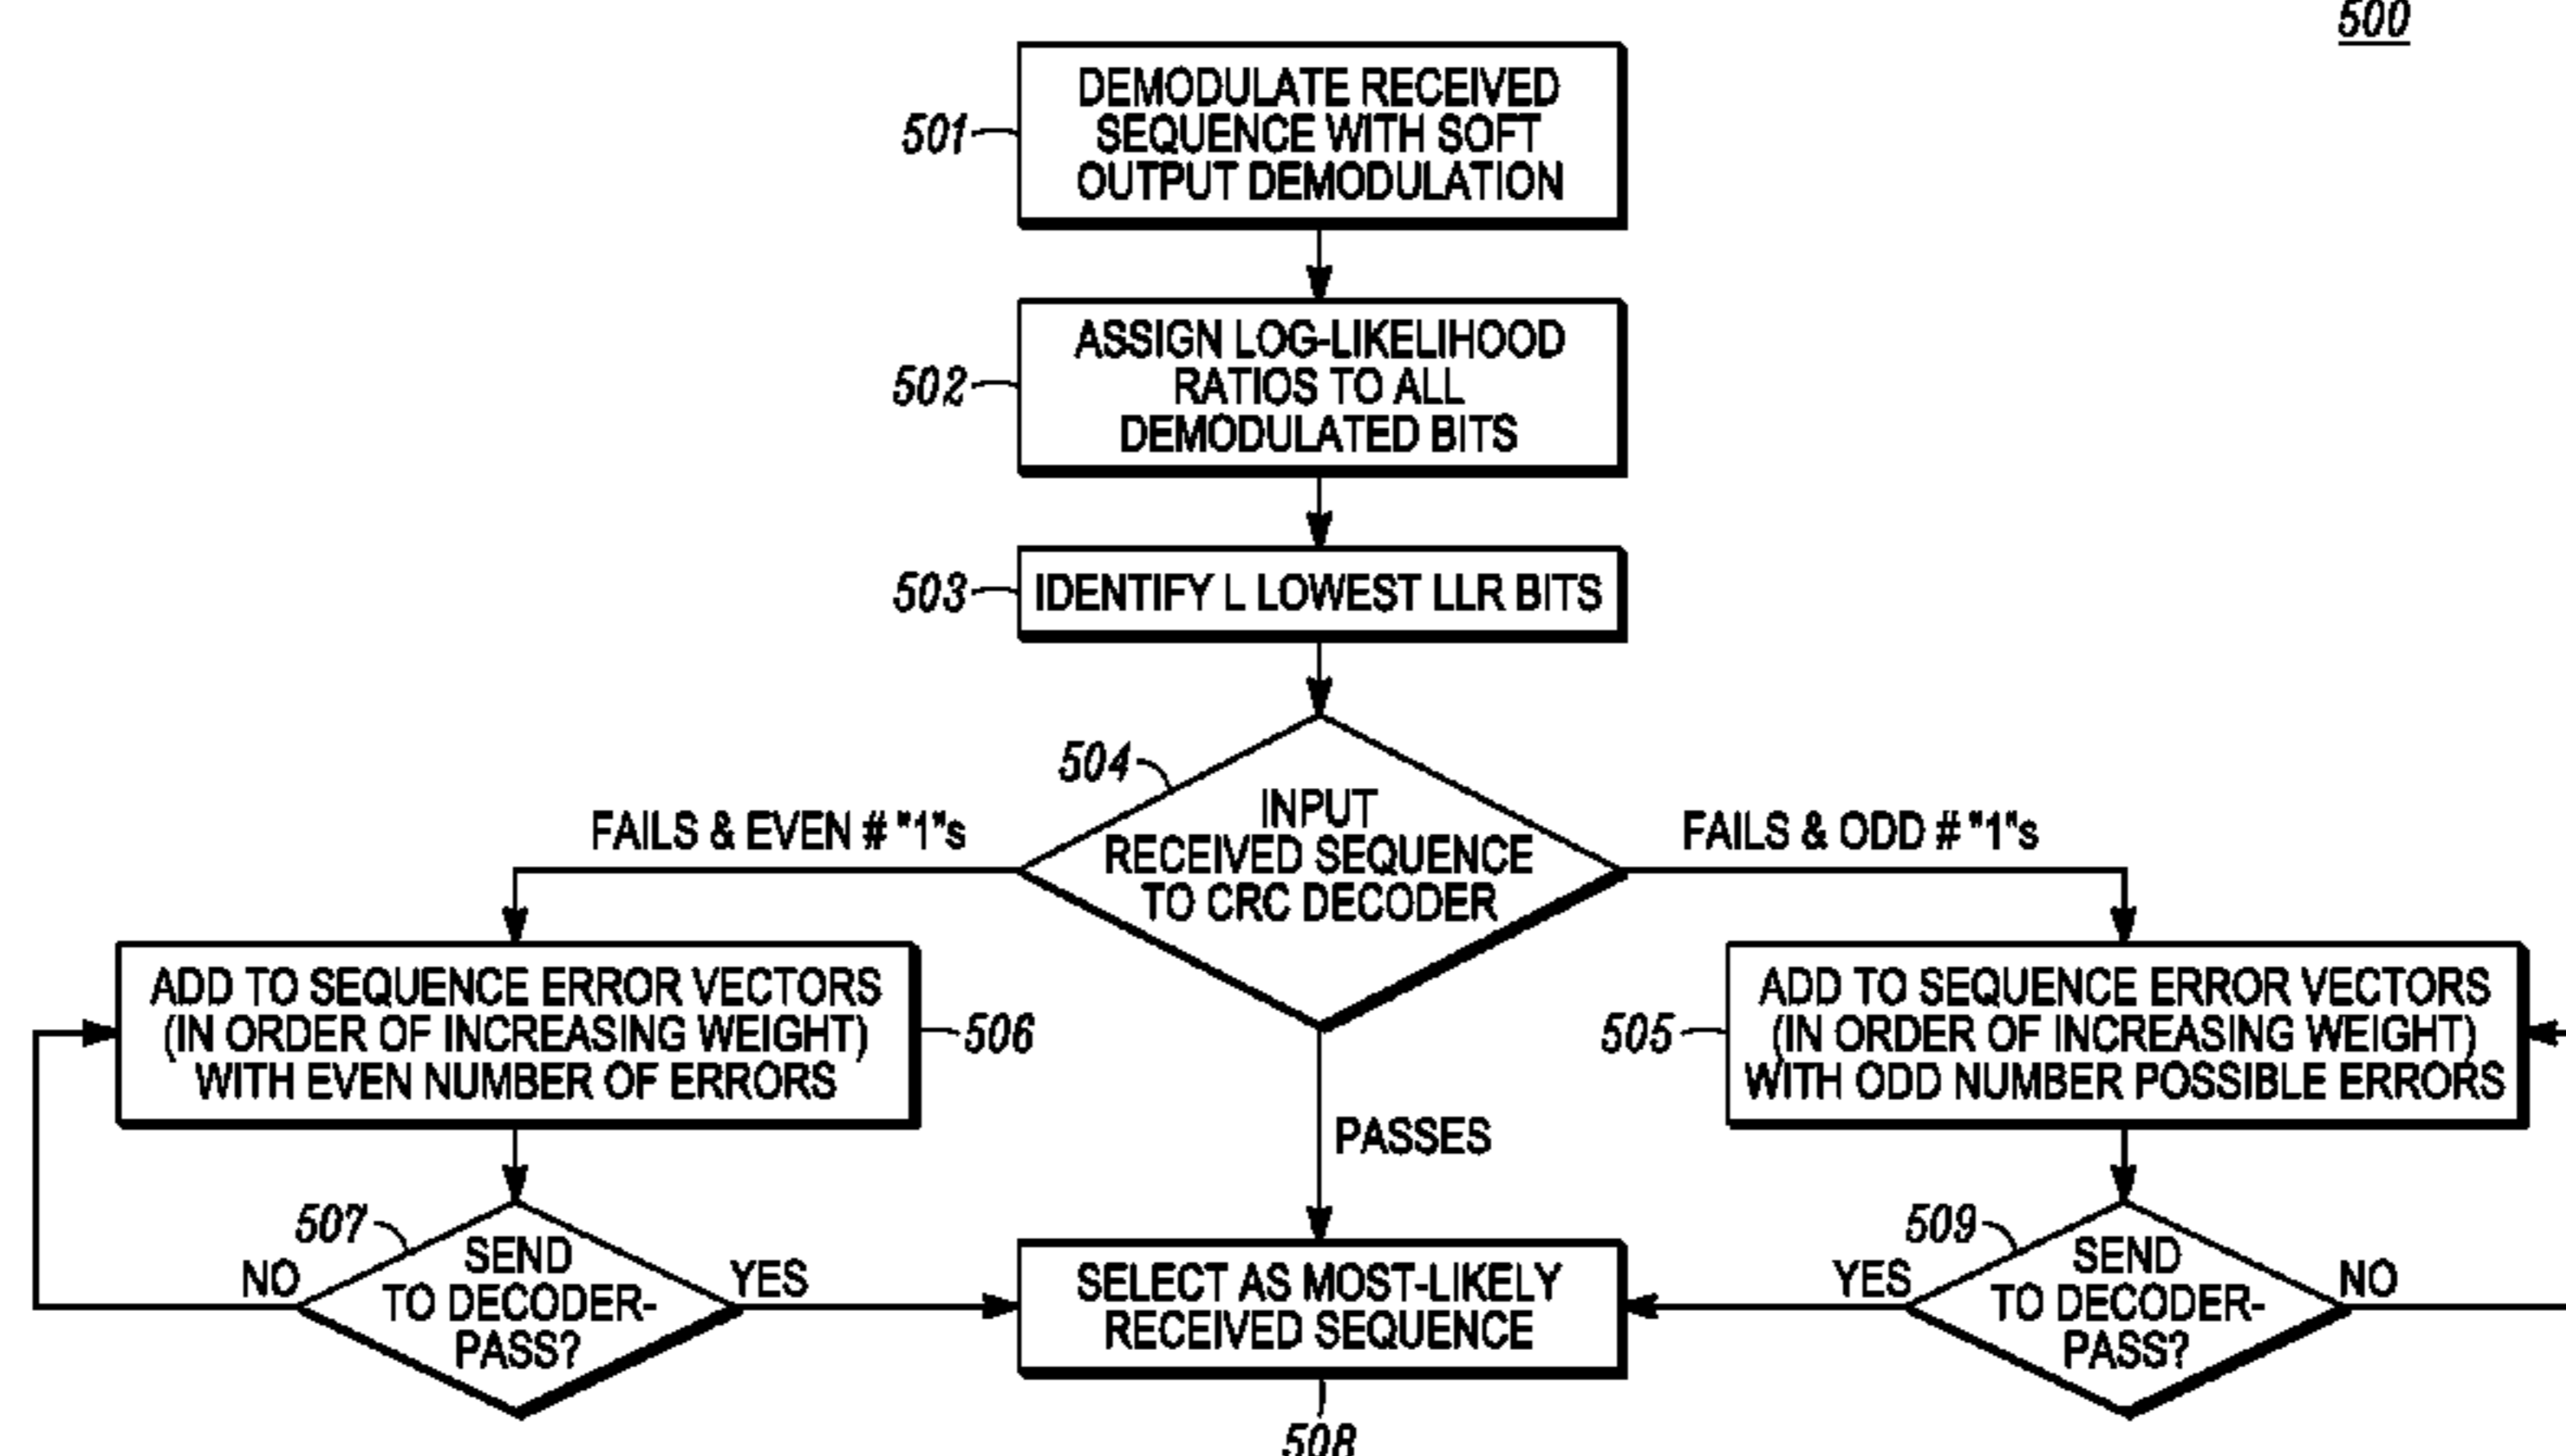 500
DEMODULATE RECEIVED
SEQUENCE WITH SOFT
OUTPUT DEMODULATION
501
ASSIGN LOG-LIKELIHOOD
RATIOS TO ALL
DEMODULATED BITS
502
503
IDENTIFY L LOWEST LLR BITS
504
INPUT
RECEIVED SEQUENCE
TO CRC DECODER
FAILS & EVEN # "1"s
FAILS & ODD # "1"s
ADD TO SEQUENCE ERROR VECTORS
(IN ORDER OF INCREASING WEIGHT)
WITH EVEN NUMBER OF ERRORS
506
505
ADD TO SEQUENCE ERROR VECTORS
(IN ORDER OF INCREASING WEIGHT)
WITH ODD NUMBER POSSIBLE ERRORS
PASSES
507
SEND
TO DECODER-
PASS?
NO
YES
SELECT AS MOST-LIKELY
RECEIVED SEQUENCE
508
509
SEND
TO DECODER-
PASS?
YES
NO